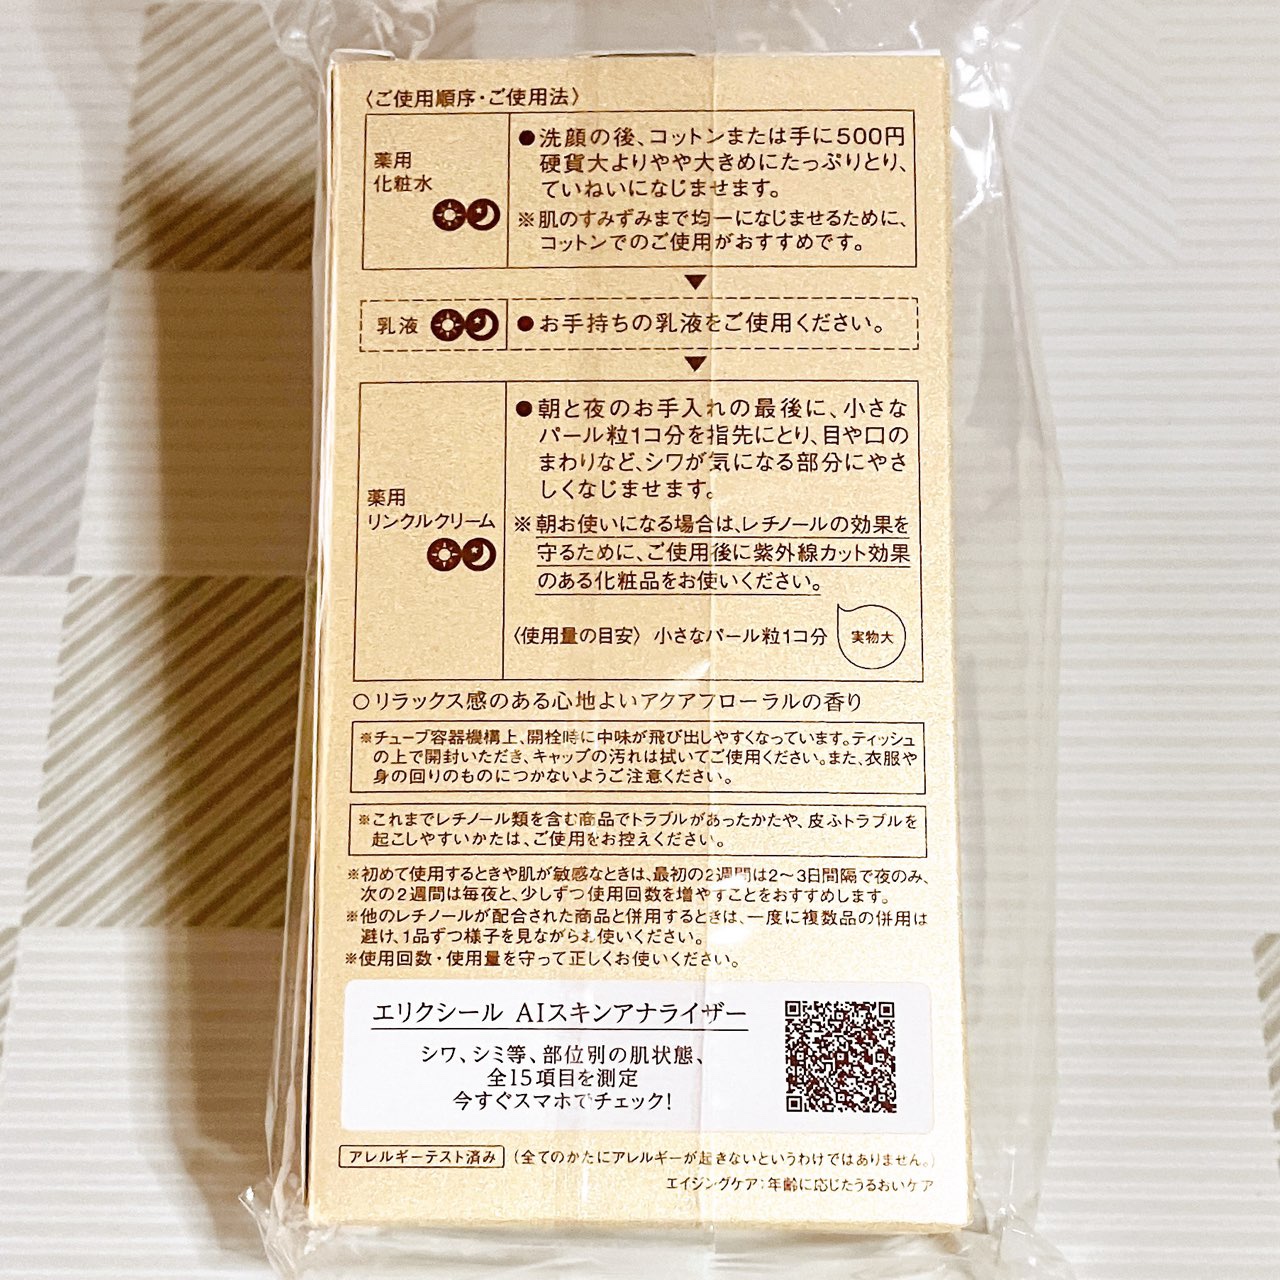 〈ご使用順序・ご使用法〉
薬用
化粧水
●洗顔の後、コットンまたは手に500円
硬貨大よりやや大きめにたっぷりとり、
ていねいになじませます。
※肌のすみずみまで均一になじませるために、
コットンでのご使用がおすすめです。
乳液
●お手持ちの乳液をご使用ください。
薬用
リンクルクリーム
●朝と夜のお手入れの最後に、小さな
パール粒1コ分を指先にとり、目や口の
まわりなど、シワが気になる部分にやさ
しくなじませます。
※朝お使いになる場合は、レチノールの効果を
守るために、ご使用後に紫外線カット効果
のある化粧品をお使いください。
〈使用量の目安〉 小さなパール粒1コ分
実物大
○リラックス感のある心地よいアクアフローラルの香り
※チューブ容器機構上、開栓時に中味が飛び出しやすくなっています。ティッシュ
の上で開封いただき、キャップの汚れは拭いてご使用ください。また、衣服や
身の回りのものにつかないようご注意ください。
※これまでレチノール類を含む商品でトラブルがあったかたや、皮ふトラブルを
起こしやすいかたは、ご使用をお控えください。
※初めて使用するときや肌が敏感なときは、最初の2週間は2〜3日間隔で夜のみ、
次の2週間は毎夜と、少しずつ使用回数を増やすことをおすすめします。
※他のレチノールが配合された商品と併用するときは、一度に複数品の併用は
避け、1品ずつ様子を見ながらお使いください。
※使用回数・使用量を守って正しくお使いください。
エリクシール AIスキンアナライザー
シワ、シミ等、部位別の肌状態、
全15項目を測定
今すぐスマホでチェック!
アレルギーテスト済み (全てのかたにアレルギーが起きないというわけではありません。)
エイジングケア:年齢に応じたうるおいケア